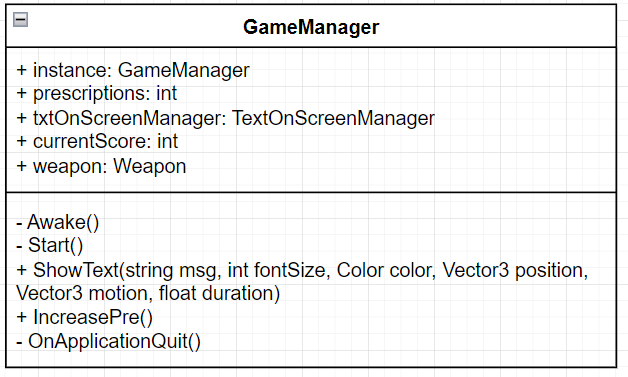 GameManager
+ instance: GameManager
+ prescriptions: int
+ txtOnScreenManager: TextOnScreenManager
+ currentScore: int
+ weapon: Weapon
- Awake()
- Start()
+ ShowText(string msg, int fontSize, Color color, Vector3 position,
Vector3 motion, float duration)
+ IncreasePre()
- OnApplicationQuit()